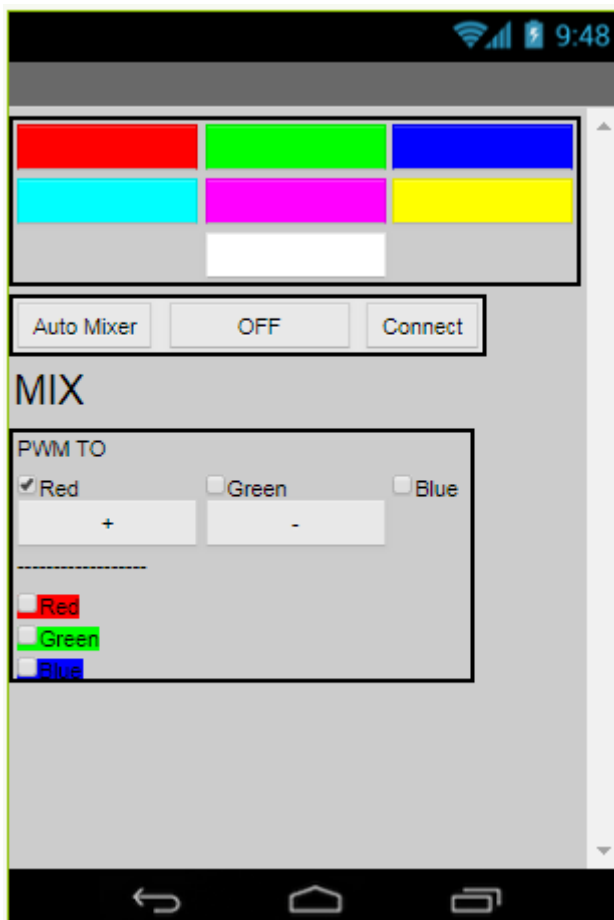 9:48
Auto Mixer OFF Connect
MIX
PWM TO
Red Green Blue
+ -
------------------
Red
Green
Blue